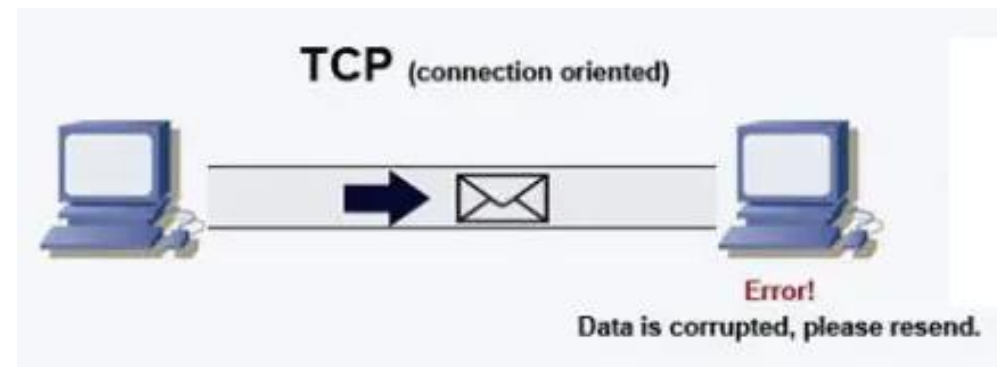 TCP (connection oriented)
Error!
Data is corrupted, please resend.